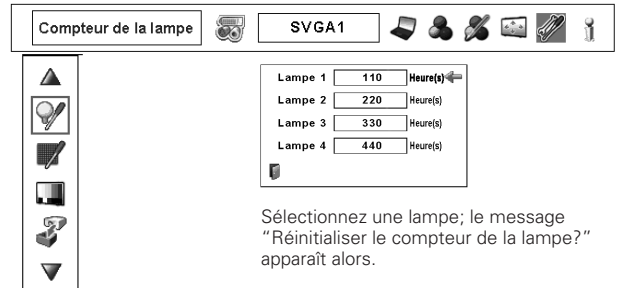 Compteur de la lampe
SVGA1
Lampe 1 110 Heure(s)
Lampe 2 220 Heure(s)
Lampe 3 330 Heure(s)
Lampe 4 440 Heure(s)
Sélectionnez une lampe; le message
“Réinitialiser le compteur de la lampe?”
apparaît alors.